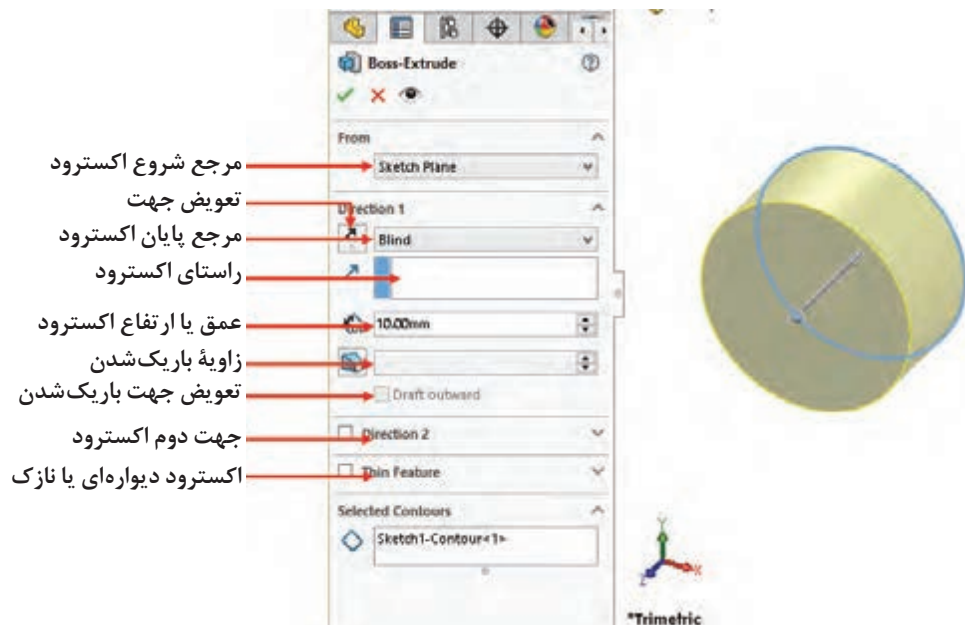 Boss-Extrude
From
مرجع شروع اکسترود
Sketch Plane
تعویض جهت
Direction 1
مرجع پایان اکسترود
Blind
راستای اکسترود
عمق یا ارتفاع اکسترود
10.00mm
زاویهٔ باریک‌شدن
تعویض جهت باریک‌شدن
Draft outward
جهت دوم اکسترود
Direction 2
اکسترود دیواره‌ای یا نازک
Thin Feature
Selected Contours
Sketch1-Contour<1>
Y
X
Z
*Trimetric